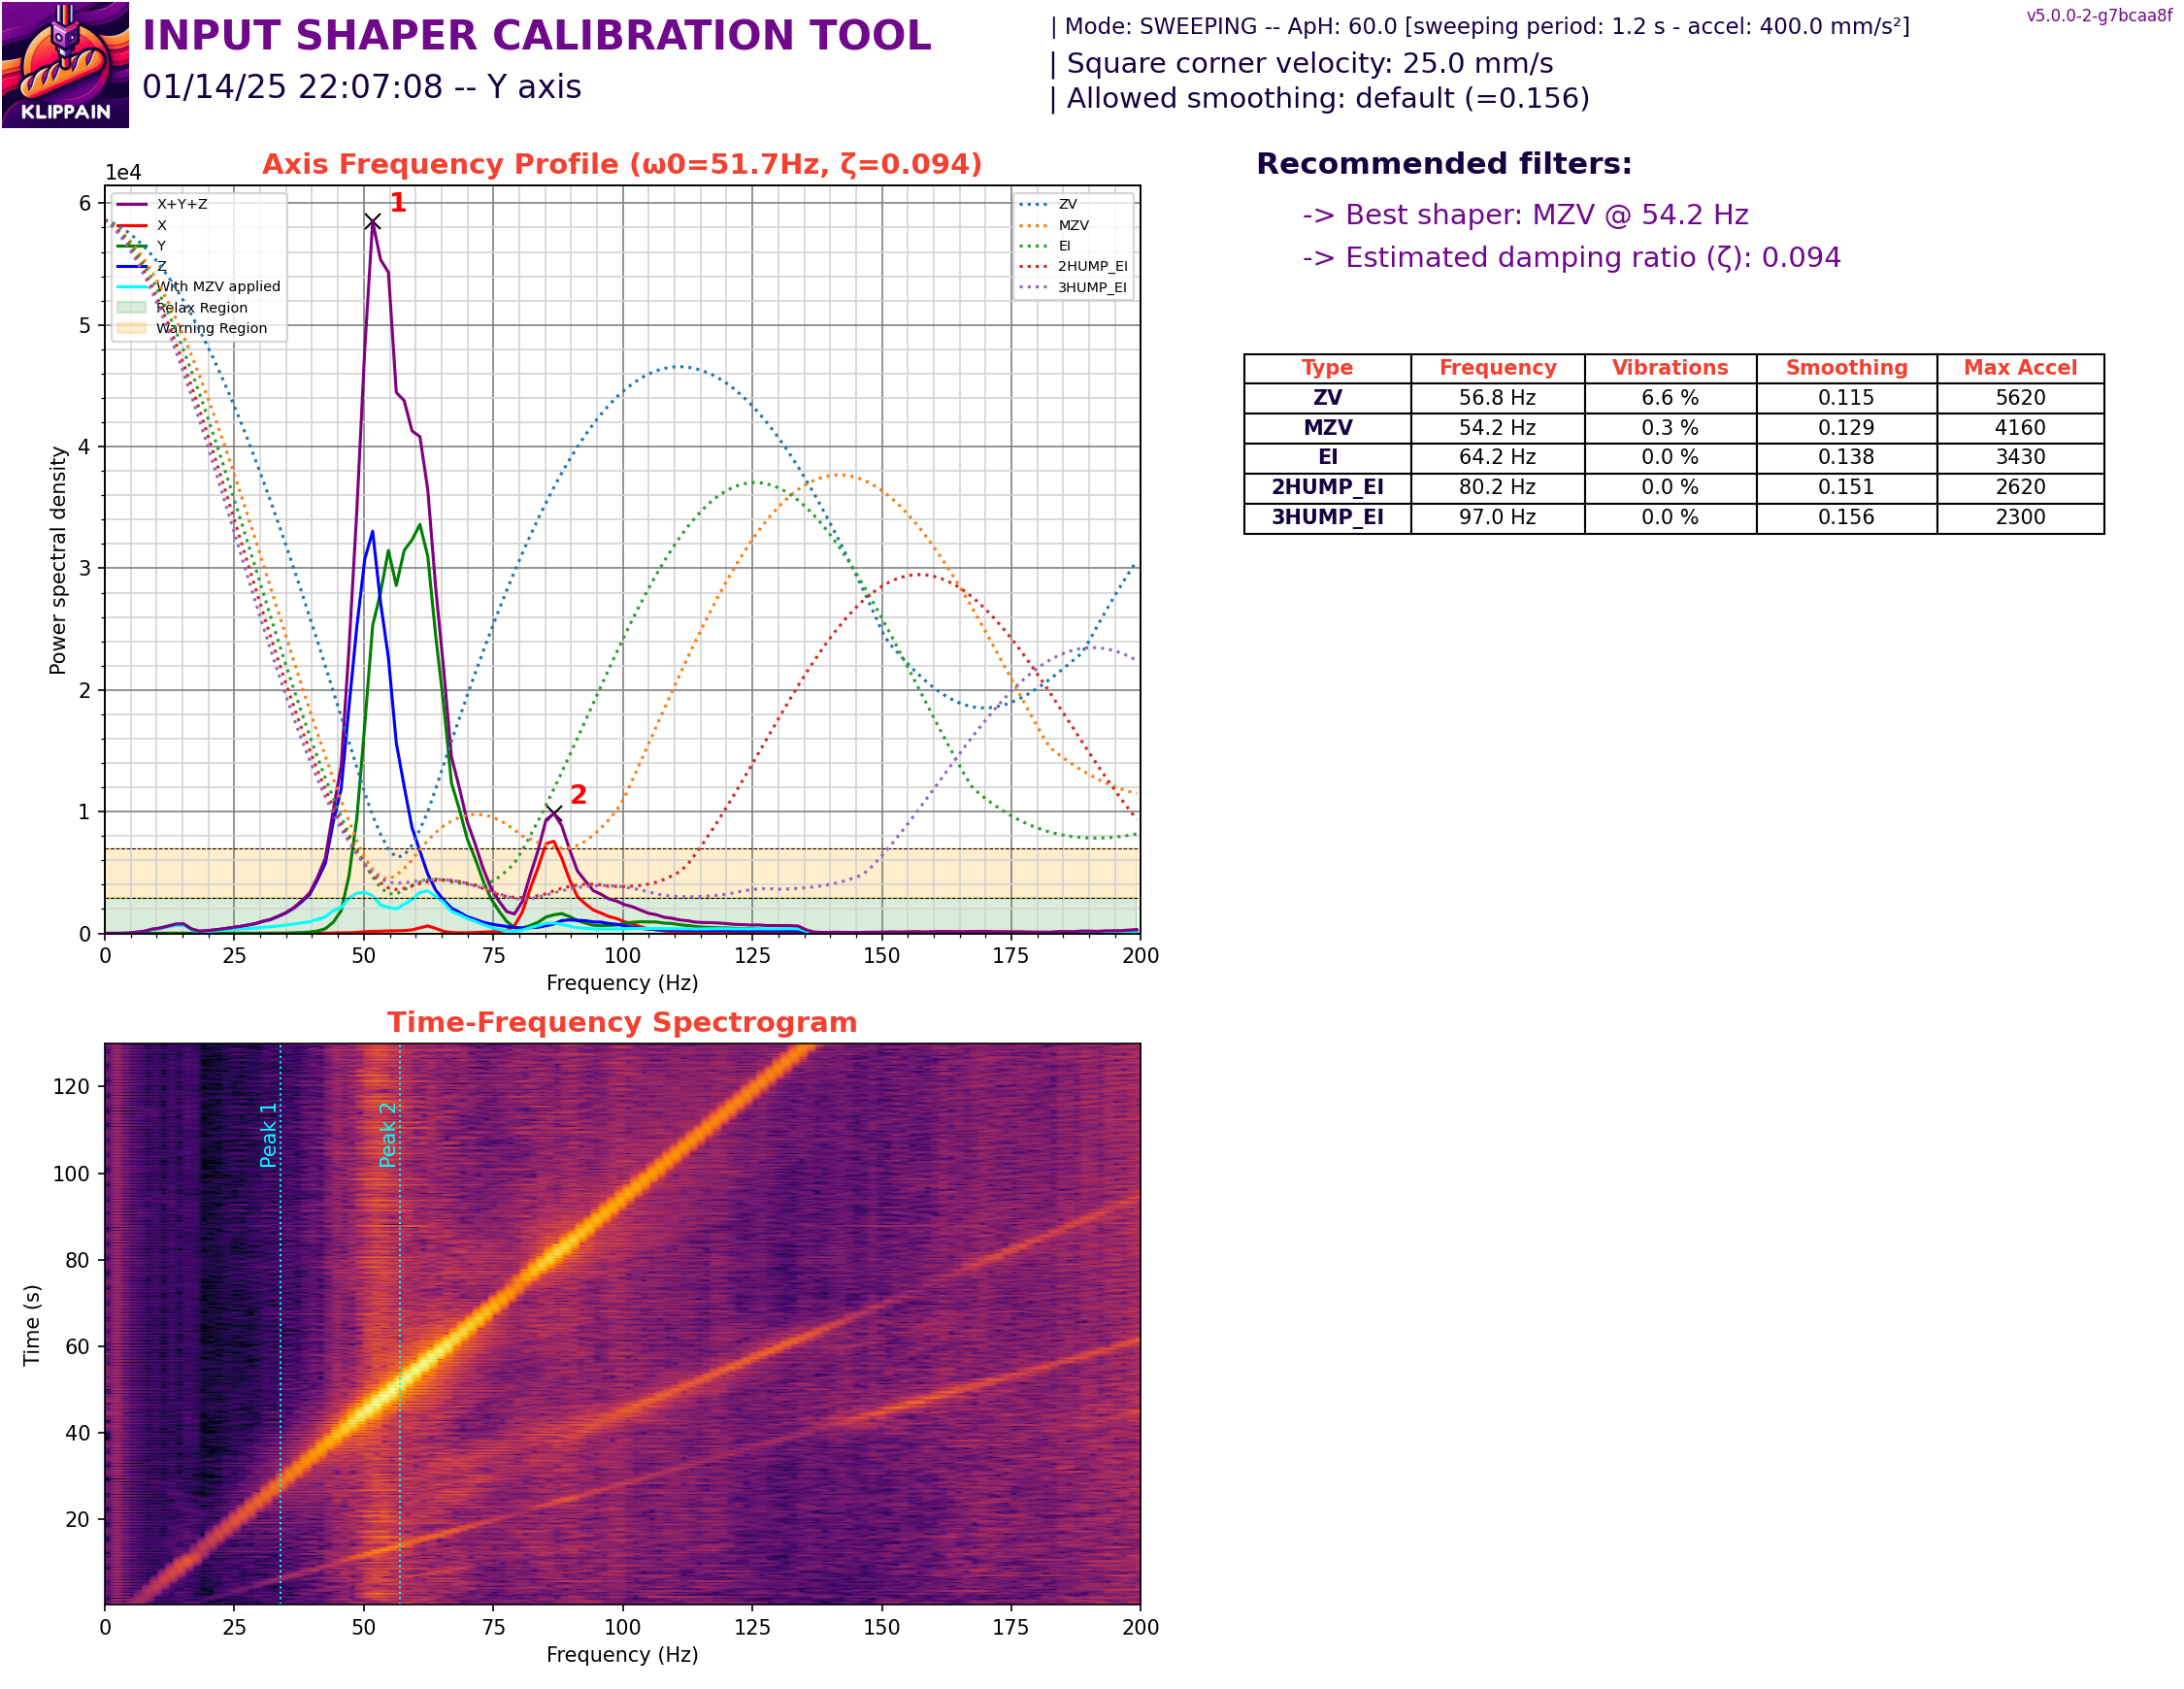 KLIPPAIN
INPUT SHAPER CALIBRATION TOOL
01/14/25 22:07:08 -- Y axis
| Mode: SWEEPING -- ApH: 60.0 [sweeping period: 1.2 s - accel: 400.0 mm/s²]
| Square corner velocity: 25.0 mm/s
| Allowed smoothing: default (=0.156)
v5.0.0-2-g7bcaa8f
Axis Frequency Profile (ω0=51.7Hz, ζ=0.094)
1e4
X+Y+Z
X
Y
Z
With MZV applied
Relax Region
Warning Region
ZV
MZV
EI
2HUMP_EI
3HUMP_EI
1
2
Power spectral density
6
5
4
3
2
1
0
0 25 50 75 100 125 150 175 200
Frequency (Hz)
Recommended filters:
-> Best shaper: MZV @ 54.2 Hz
-> Estimated damping ratio (ζ): 0.094
Type Frequency Vibrations Smoothing Max Accel
ZV 56.8 Hz 6.6 % 0.115 5620
MZV 54.2 Hz 0.3 % 0.129 4160
EI 64.2 Hz 0.0 % 0.138 3430
2HUMP_EI 80.2 Hz 0.0 % 0.151 2620
3HUMP_EI 97.0 Hz 0.0 % 0.156 2300
Time-Frequency Spectrogram
Peak 1
Peak 2
Time (s)
120
100
80
60
40
20
0 25 50 75 100 125 150 175 200
Frequency (Hz)